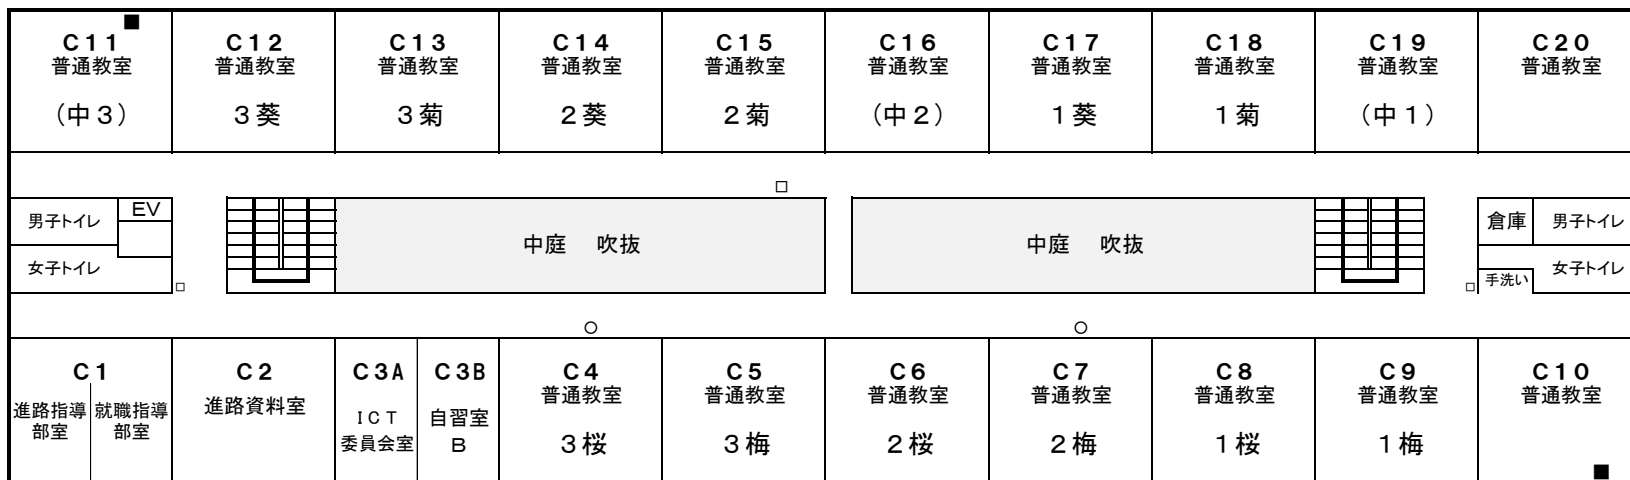 C11
普通教室
（中３）
C12
普通教室
３葵
C13
普通教室
３菊
C14
普通教室
２葵
C15
普通教室
２菊
C16
普通教室
（中２）
C17
普通教室
１葵
C18
普通教室
１菊
C19
普通教室
（中１）
C20
普通教室
男子トイレ
EV
女子トイレ
中庭　吹抜
中庭　吹抜
倉庫
男子トイレ
手洗い
女子トイレ
C1
進路指導
部室
就職指導
部室
C2
進路資料室
C3A
ICT
委員会室
C3B
自習室
B
C4
普通教室
３桜
C5
普通教室
３梅
C6
普通教室
２桜
C7
普通教室
２梅
C8
普通教室
１桜
C9
普通教室
１梅
C10
普通教室